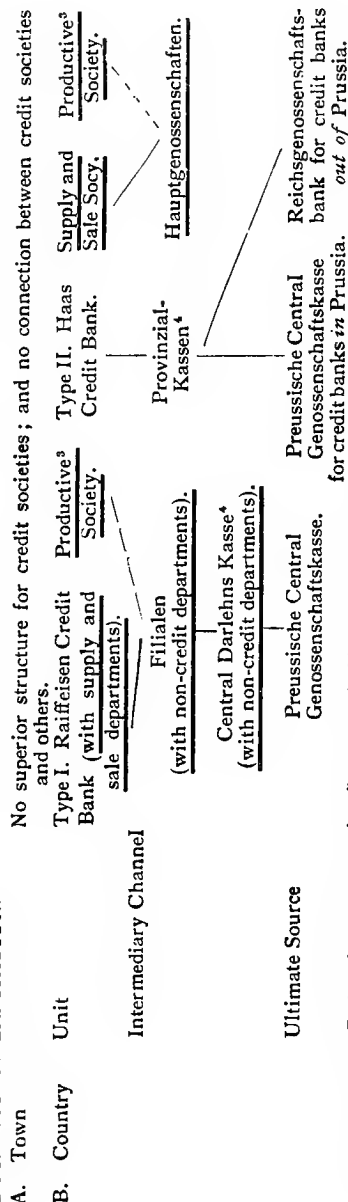 A. Town
No superior structure for credit societies; and no connection between credit societies
and others.
B. Country
Unit
Type I. Raiffeisen Credit
Bank (with supply and
sale departments).
Productive³
Society.
Type II. Haas
Credit Bank.
Supply and
Sale Socy.
Productive³
Society.
Intermediary Channel
Filialen
(with non-credit departments).
Central Darlehns Kasse⁴
(with non-credit departments).
Provinzial-
Kassen⁴
Hauptgenossenschaften.
Ultimate Source
Preussische Central
Genossenschaftskasse.
Preussische Central
Genossenschaftskasse
for credit banks in Prussia.
Reichsgenossenschafts-
bank for credit banks
out of Prussia.